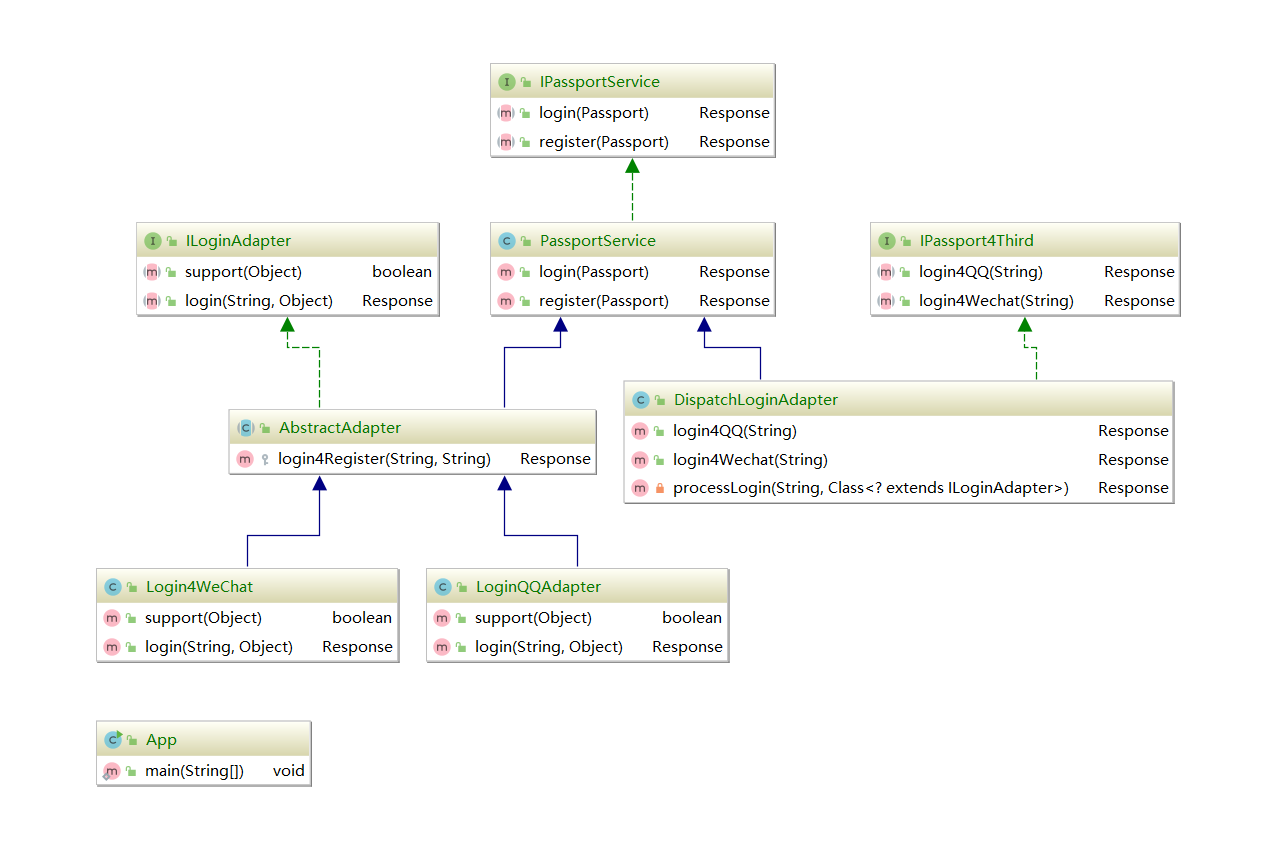 IPassportService
login(Passport) Response
register(Passport) Response
ILoginAdapter
support(Object) boolean
login(String, Object) Response
PassportService
login(Passport) Response
register(Passport) Response
IPassport4Third
login4QQ(String) Response
login4Wechat(String) Response
AbstractAdapter
login4Register(String, String) Response
DispatchLoginAdapter
login4QQ(String) Response
login4Wechat(String) Response
processLogin(String, Class<? extends ILoginAdapter>) Response
Login4WeChat
support(Object) boolean
login(String, Object) Response
LoginQQAdapter
support(Object) boolean
login(String, Object) Response
App
main(String[]) void